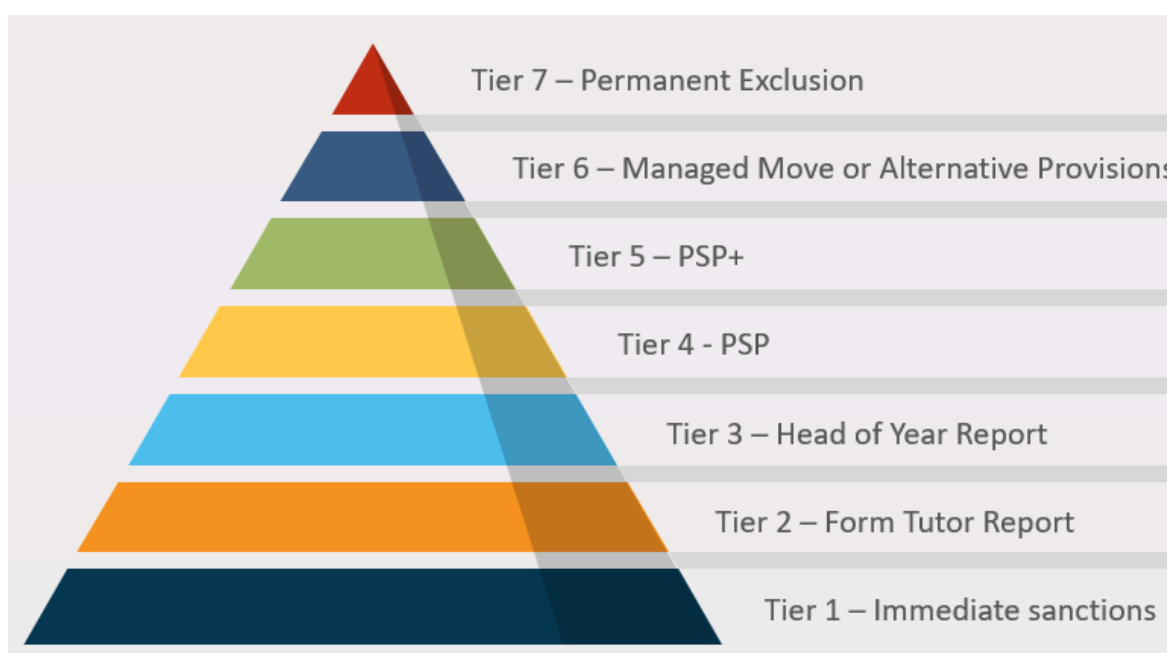 Tier 7 – Permanent Exclusion
Tier 6 – Managed Move or Alternative Provisions
Tier 5 – PSP+
Tier 4 - PSP
Tier 3 – Head of Year Report
Tier 2 – Form Tutor Report
Tier 1 – Immediate sanctions